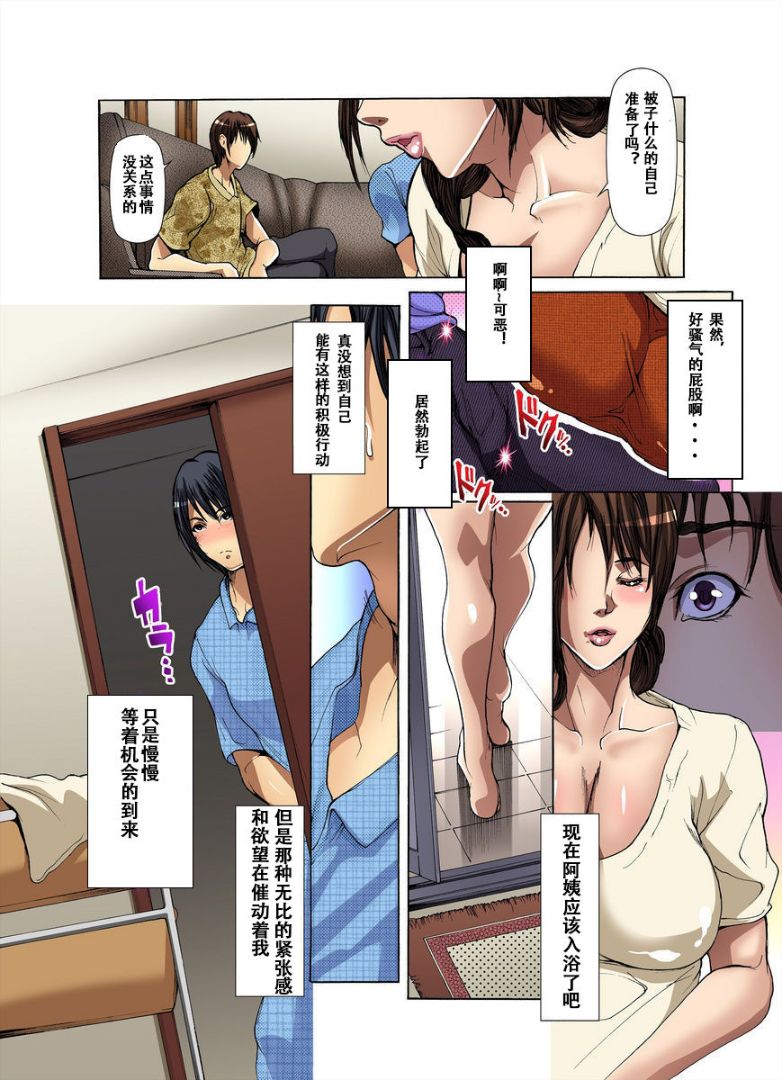 被子什么的自己
准备了吗?
这点事情
没关系的
果然,
好骚气的屁股啊・・・
啊啊~可恶!
居然勃起了
ドクッ‥
ドクッ‥
真没想到自己
能有这样的积极行动
现在阿姨应该入浴了吧
カラ…
但是那种无比的紧张感
和欲望在催动着我
只是慢慢
等着机会的到来